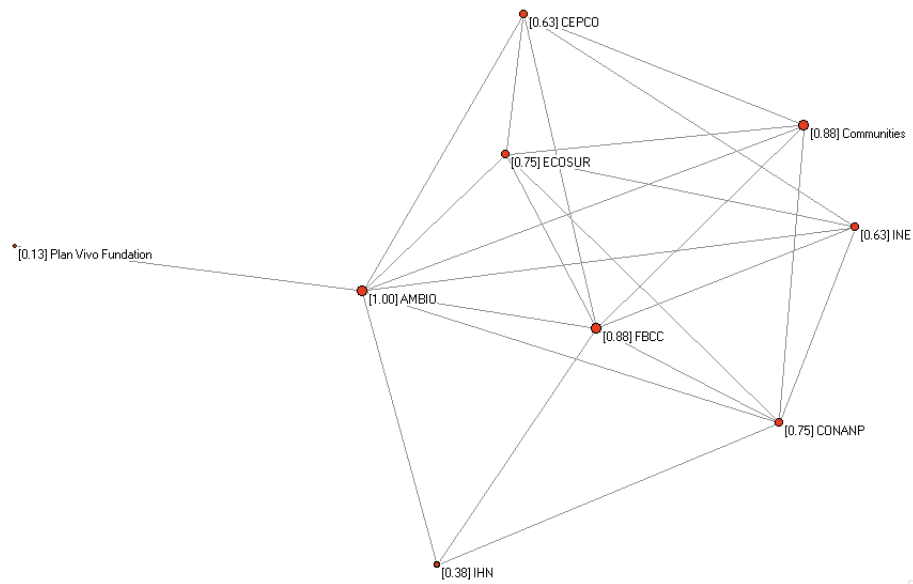 [0.63] CEPCO
[0.88] Communities
[0.75] ECOSUR
[0.63] INE
[0.13] Plan Vivo Fundation
[1.00] AMBIO
[0.88] FBCC
[0.75] CONANP
[0.38] IHN